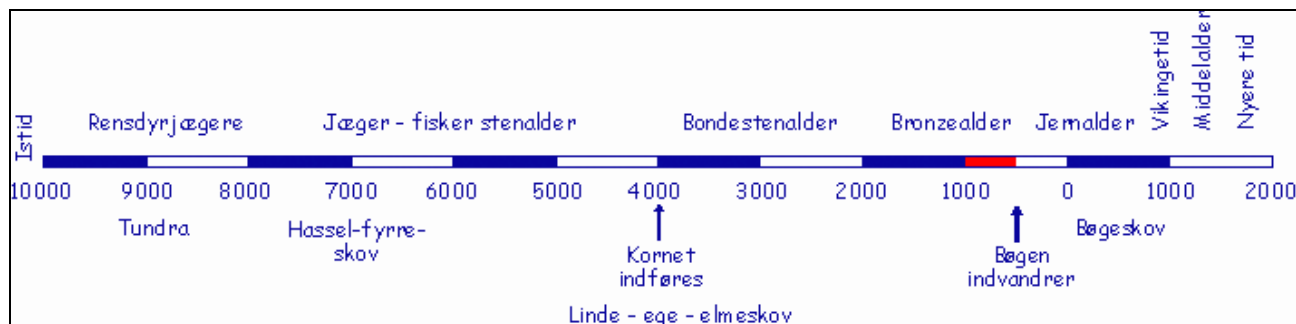 Istid
Rensdyrjægere
Jæger - fisker stenalder
Bondestenalder
Bronzealder
Jernalder
Vikingetid
Middelalder
Nyere tid
10000 9000 8000 7000 6000 5000 4000 3000 2000 1000 0 1000 2000
Tundra
Hassel-fyrre-
skov
Kornet
indføres
Bøgen
indvandrer
Bøgeskov
Linde - ege - elmeskov